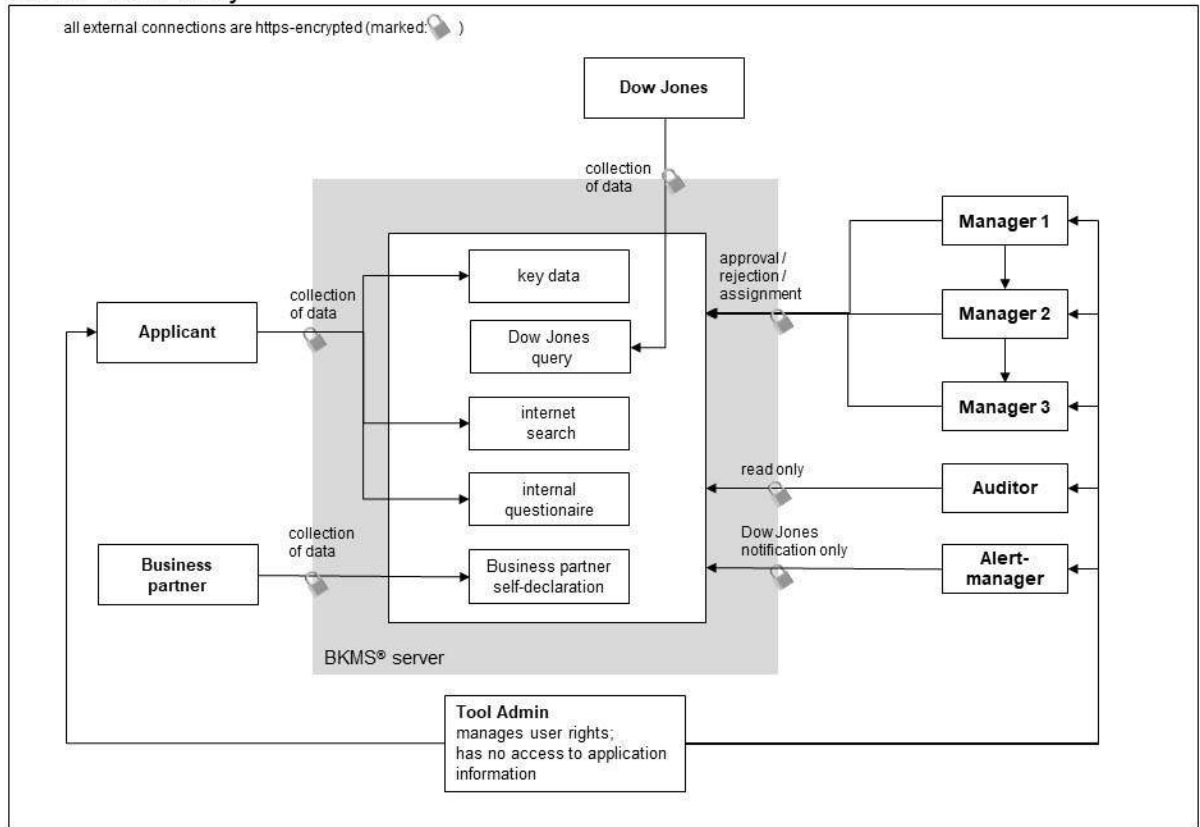 all external connections are https-encrypted (marked: )
Dow Jones
collection
of data
Manager 1
key data
approval /
rejection /
assignment
collection
of data
Applicant
Manager 2
Dow Jones
query
Manager 3
internet
search
read only
internal
questionaire
Auditor
collection
of data
Dow Jones
notification only
Business
partner
Business partner
self-declaration
Alert-
manager
BKMS® server
Tool Admin
manages user rights;
has no access to application
information